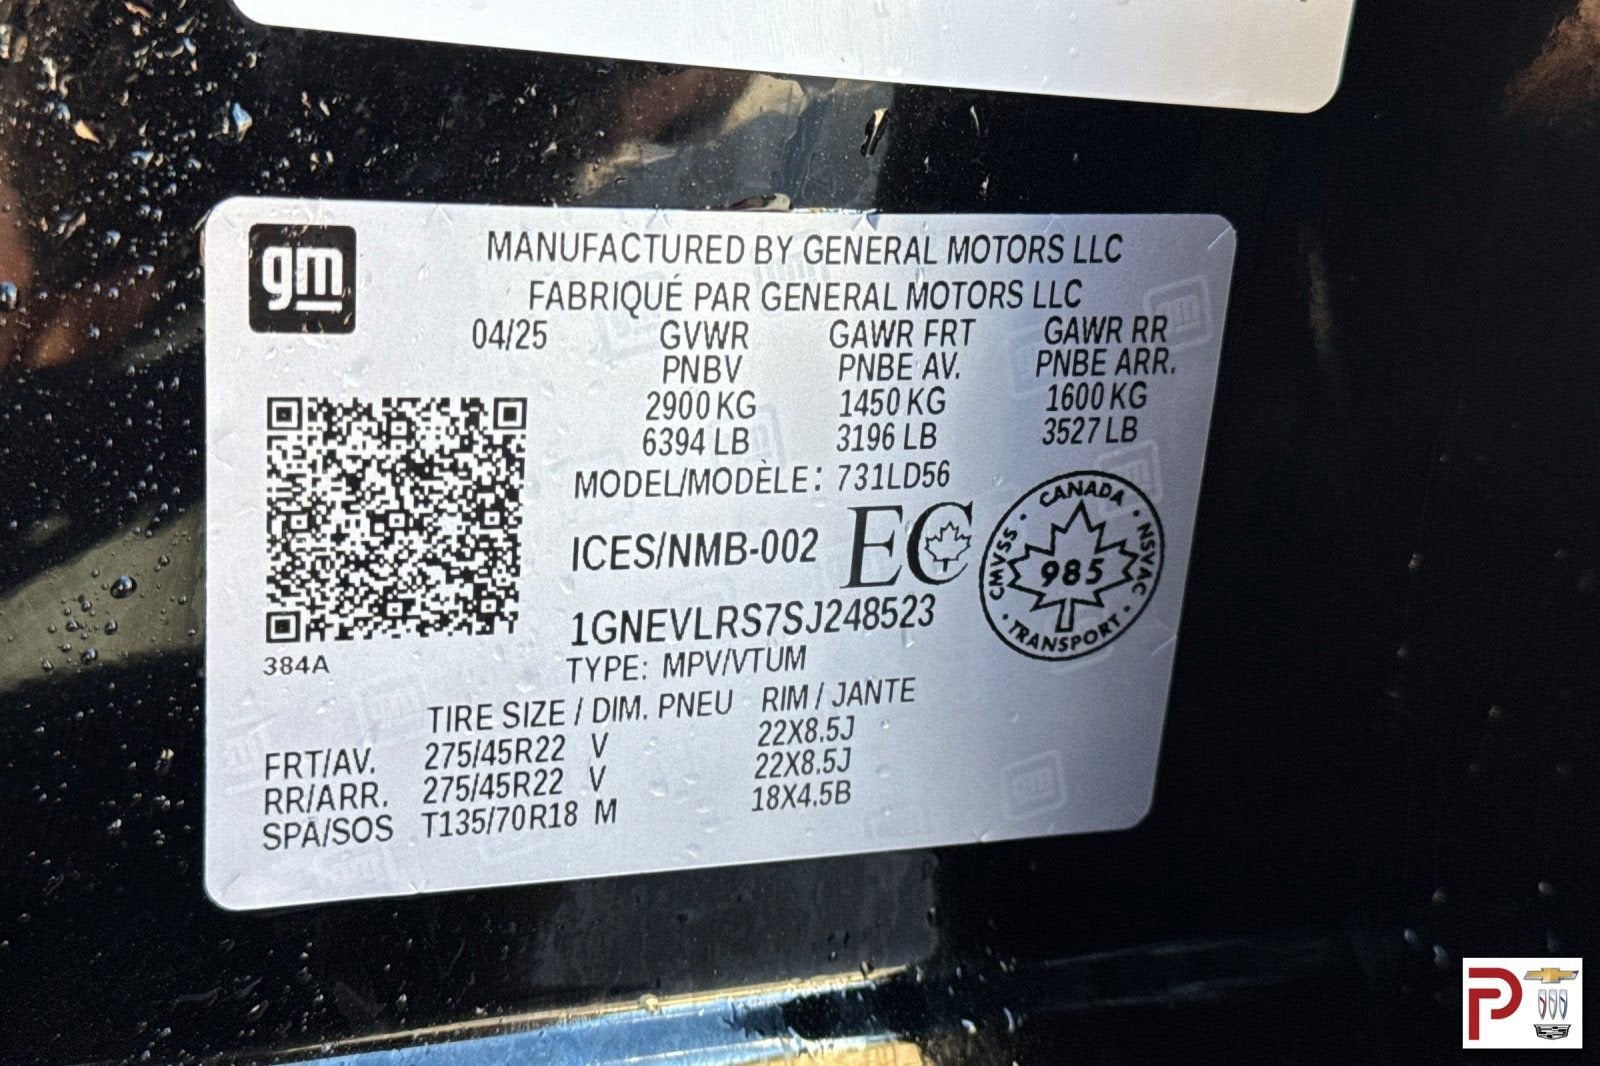 gm
MANUFACTURED BY GENERAL MOTORS LLC
FABRIQUÉ PAR GENERAL MOTORS LLC
04/25 GVWR GAWR FRT GAWR RR
PNBV PNBE AV. PNBE ARR.
2900 KG 1450 KG 1600 KG
6394 LB 3196 LB 3527 LB
MODEL/MODÈLE: 731LD56
ICES/NMB-002 EC
CANADA · NSVAC · TRANSPORT · CMVSS ·
985
1GNEVLRS7SJ248523
384A
TYPE: MPV/VTUM
TIRE SIZE / DIM. PNEU RIM / JANTE
FRT/AV. 275/45R22 V 22X8.5J
RR/ARR. 275/45R22 V 22X8.5J
SPA/SOS T135/70R18 M 18X4.5B
P